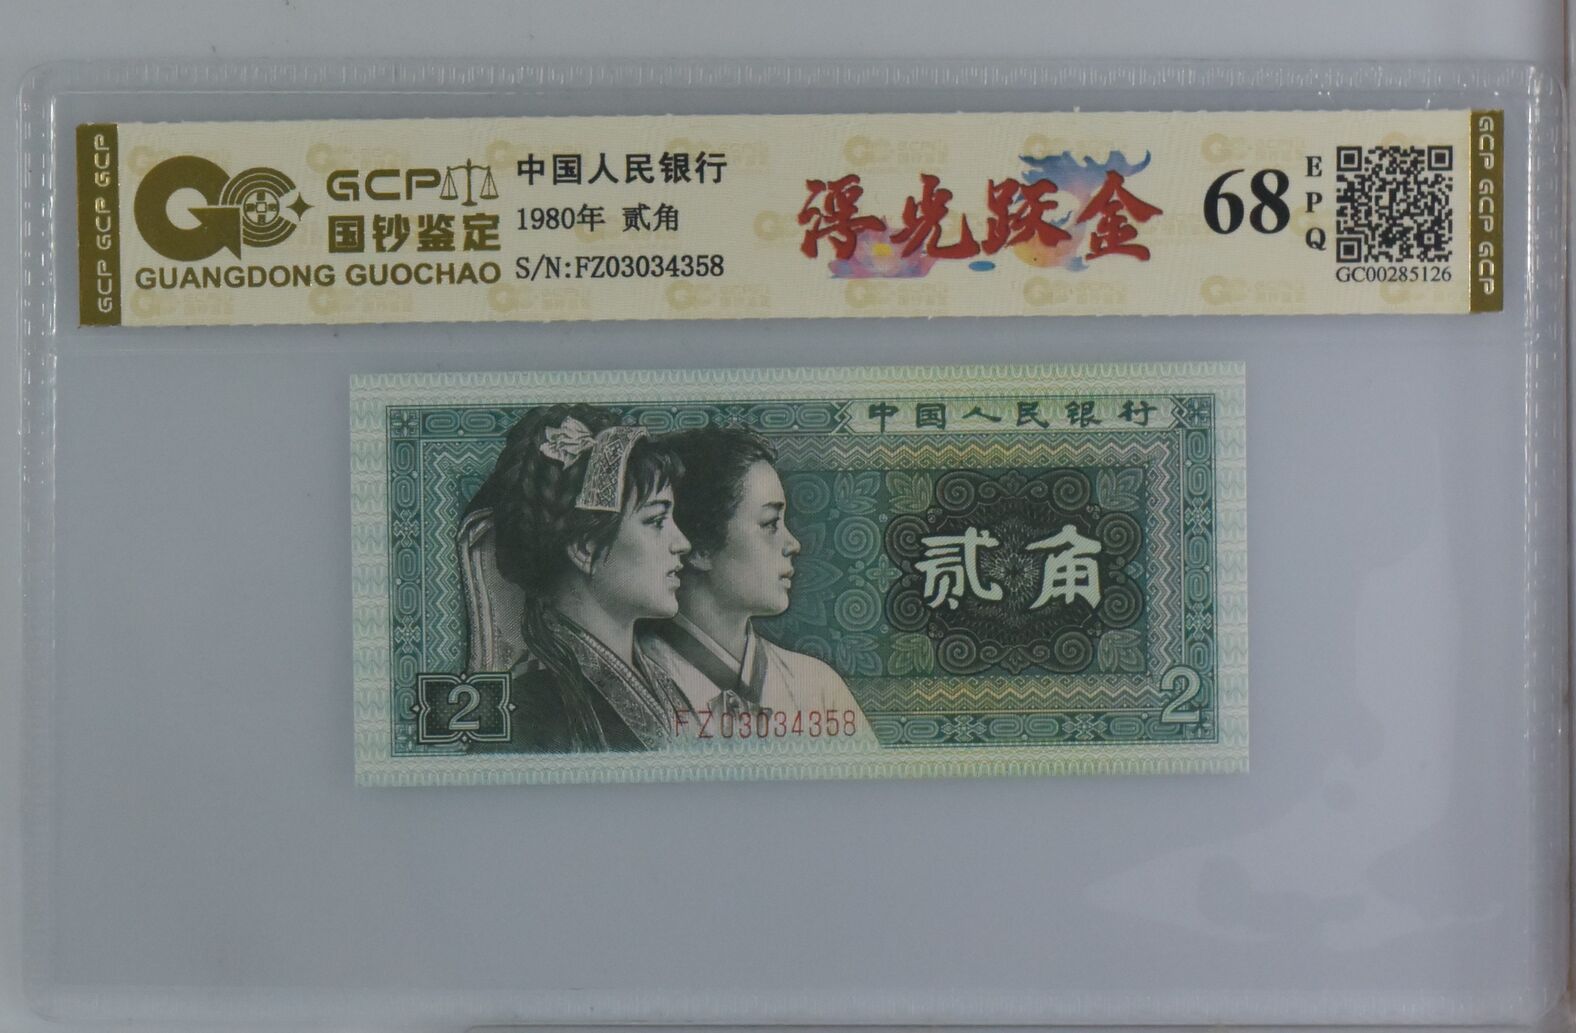 GCP GCP GCP
GCP
国钞鉴定
GUANGDONG GUOCHAO
中国人民银行
1980年 贰角
S/N:FZ03034358
浮光跃金
68
EPQ
GC00285126
GCP GCP GCP
中国人民银行
贰角
2
FZ03034358
2